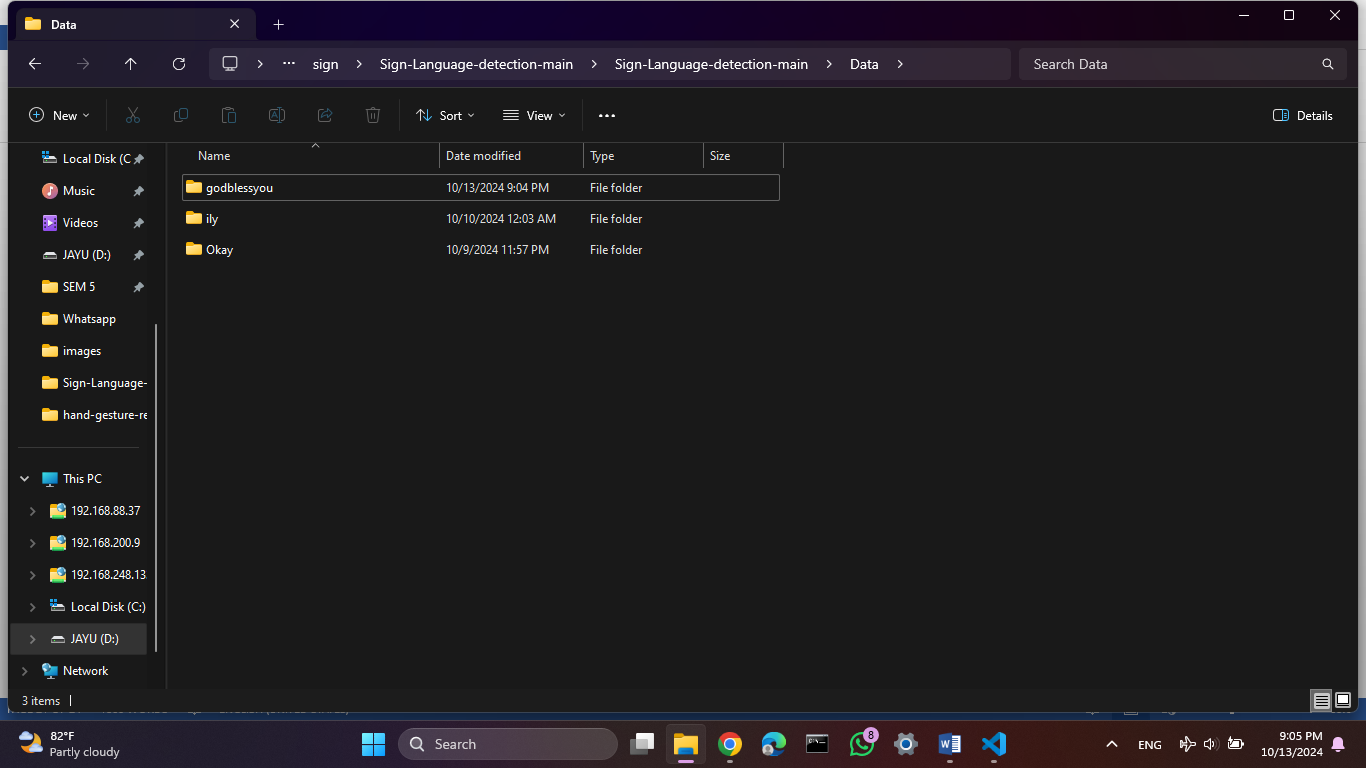 Data
sign
Sign-Language-detection-main
Sign-Language-detection-main
Data
Search Data
New
Sort
View
Details
Name
Date modified
Type
Size
godblessyou
10/13/2024 9:04 PM
File folder
ily
10/10/2024 12:03 AM
File folder
Okay
10/9/2024 11:57 PM
File folder
Local Disk (C
Music
Videos
JAYU (D:)
SEM 5
Whatsapp
images
Sign-Language-
hand-gesture-re
This PC
192.168.88.37
192.168.200.9
192.168.248.13
Local Disk (C:)
JAYU (D:)
Network
3 items
82°F
Partly cloudy
Search
8
ENG
9:05 PM
10/13/2024